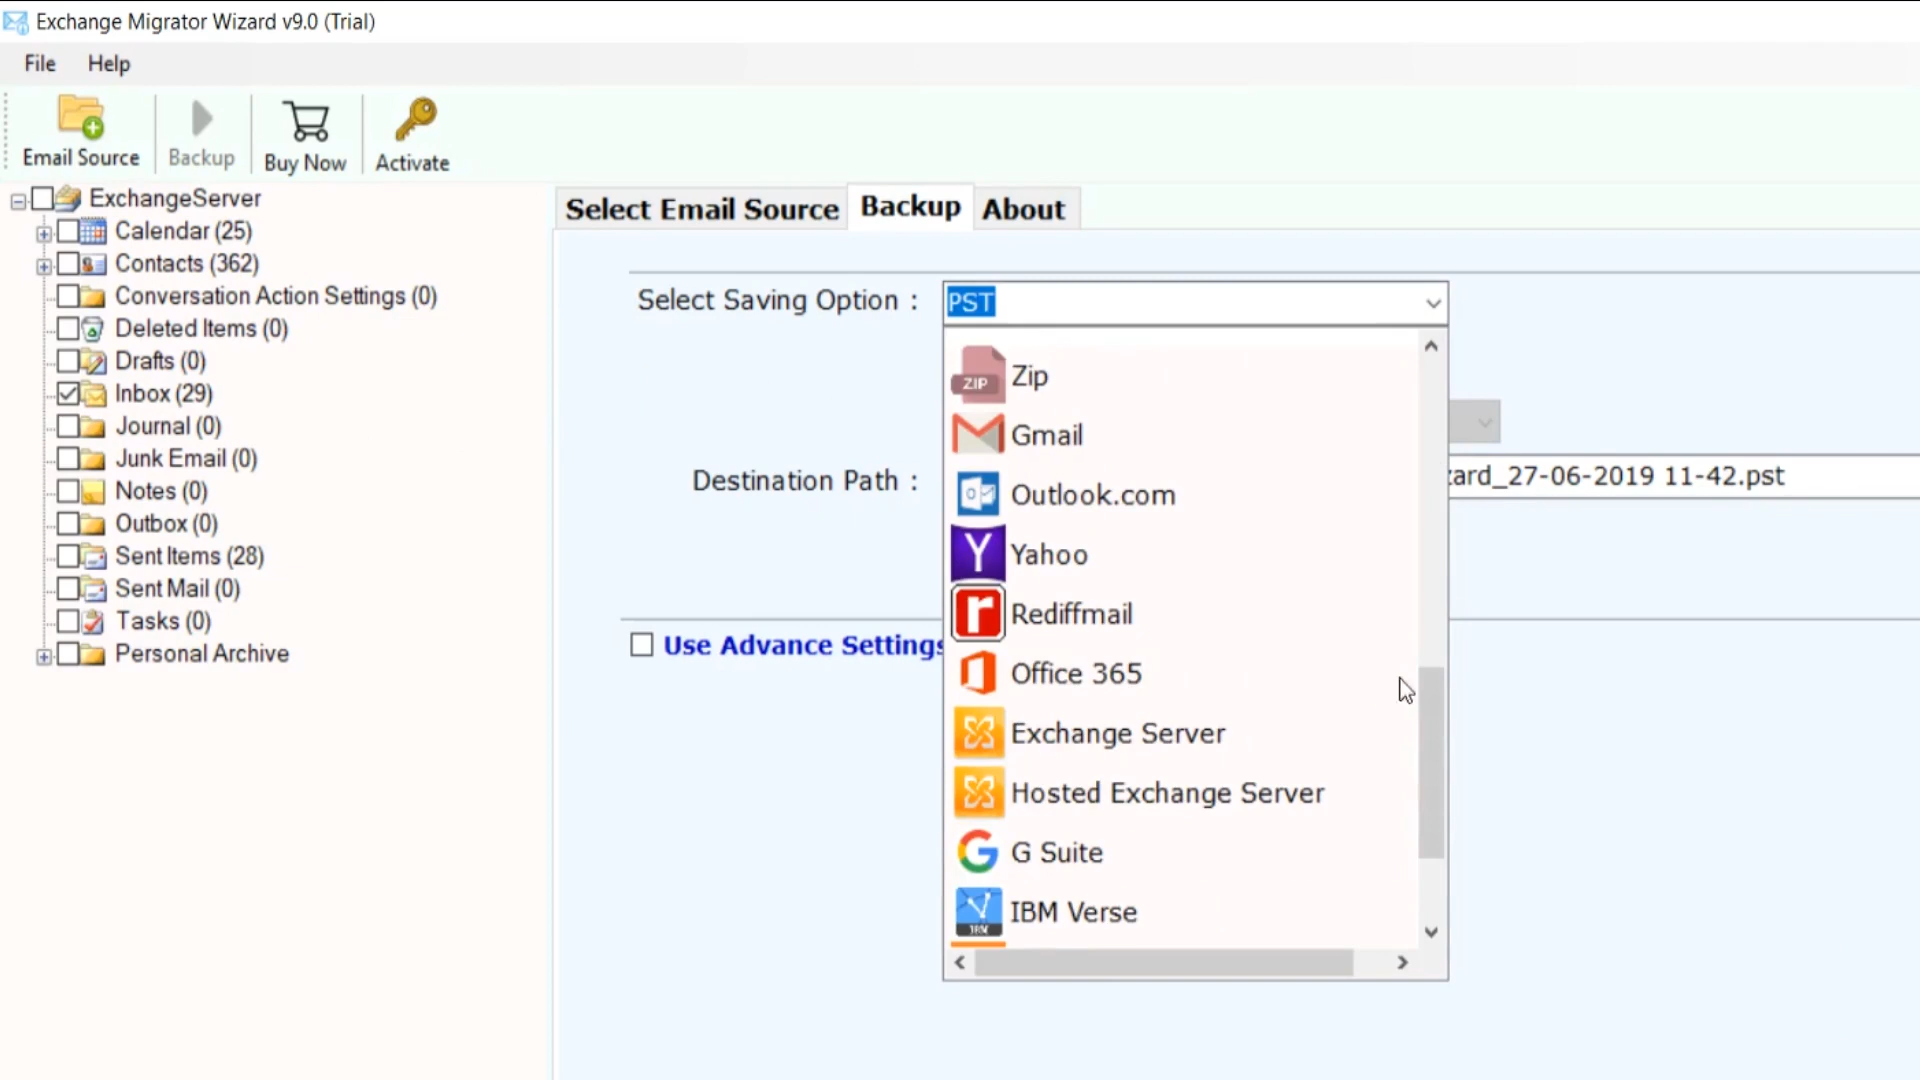 Exchange Migrator Wizard v9.0 (Trial)
File Help
Email Source Backup Buy Now Activate
ExchangeServer
Calendar (25)
Contacts (362)
Conversation Action Settings (0)
Deleted Items (0)
Drafts (0)
Inbox (29)
Journal (0)
Junk Email (0)
Notes (0)
Outbox (0)
Sent Items (28)
Sent Mail (0)
Tasks (0)
Personal Archive
Select Email Source Backup About
Select Saving Option : PST
ZIP Zip
Gmail
Outlook.com
Yahoo
Rediffmail
Office 365
Exchange Server
Hosted Exchange Server
G Suite
IBM Verse
Destination Path : zard_27-06-2019 11-42.pst
Use Advance Settings